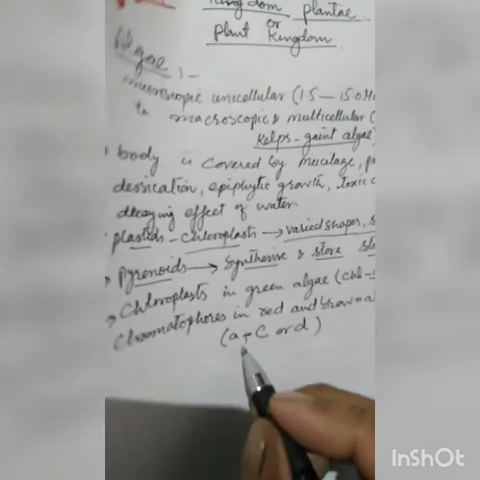 Kingdom plantae
or
plant Kingdom
Algae :-
microscopic unicellular (15 - 150
to macroscopic & multicellular (
Kelps - gaint algae
body is covered by mucilage,
dessication, epiphytic growth, toxic
decaying effect of water.
plastids - chloroplasts → varied shapes,
Pyrenoids → Synthesise & store
→ Chloroplasts in green algae (chl -
Chromatophores in red and brown
(a, C or d)
InShOt